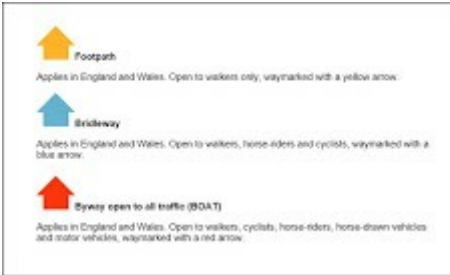 Footpath
Applies in England and Wales. Open to walkers only, waymarked with a yellow arrow.
Bridleway
Applies in England and Wales. Open to walkers, horse-riders and cyclists, waymarked with a
blue arrow.
Byway open to all traffic (BOAT)
Applies in England and Wales. Open to walkers, cyclists, horse-riders, horse-drawn vehicles
and motor vehicles, waymarked with a red arrow.